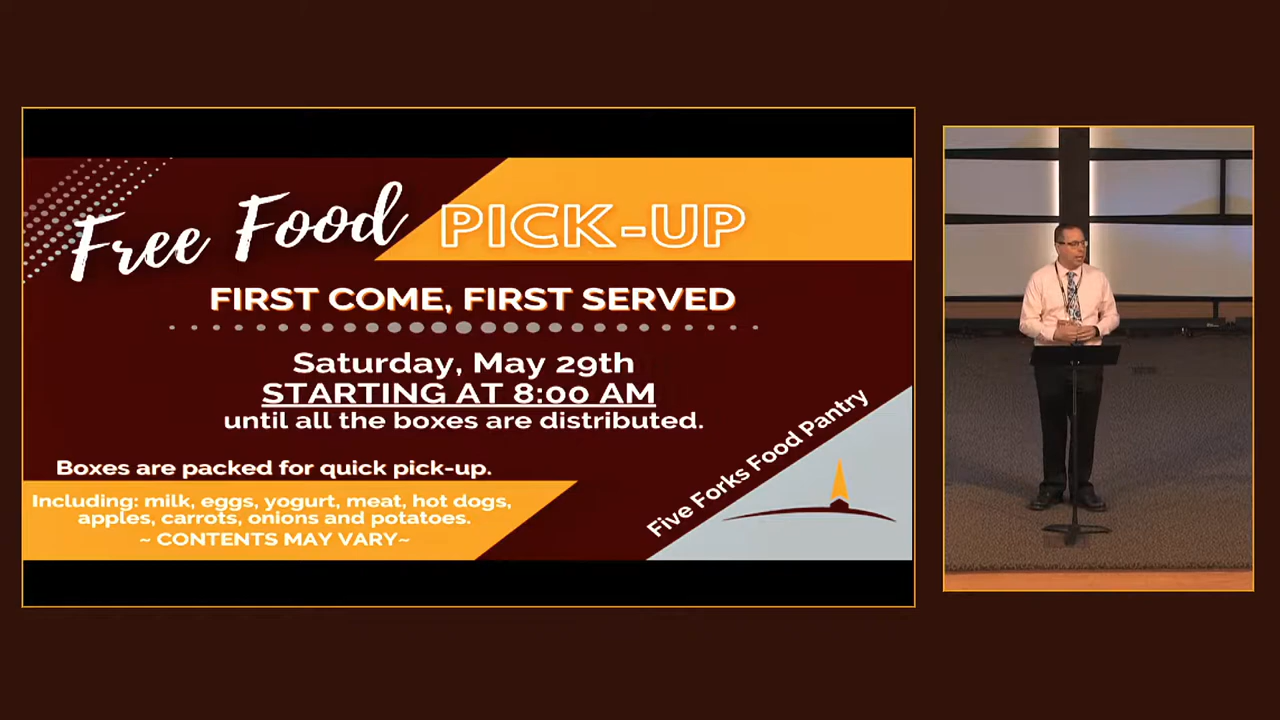 Free Food PICK-UP
FIRST COME, FIRST SERVED
Saturday, May 29th
STARTING AT 8:00 AM
until all the boxes are distributed.
Boxes are packed for quick pick-up.
Including: milk, eggs, yogurt, meat, hot dogs,
apples, carrots, onions and potatoes.
~ CONTENTS MAY VARY~
Five Forks Food Pantry